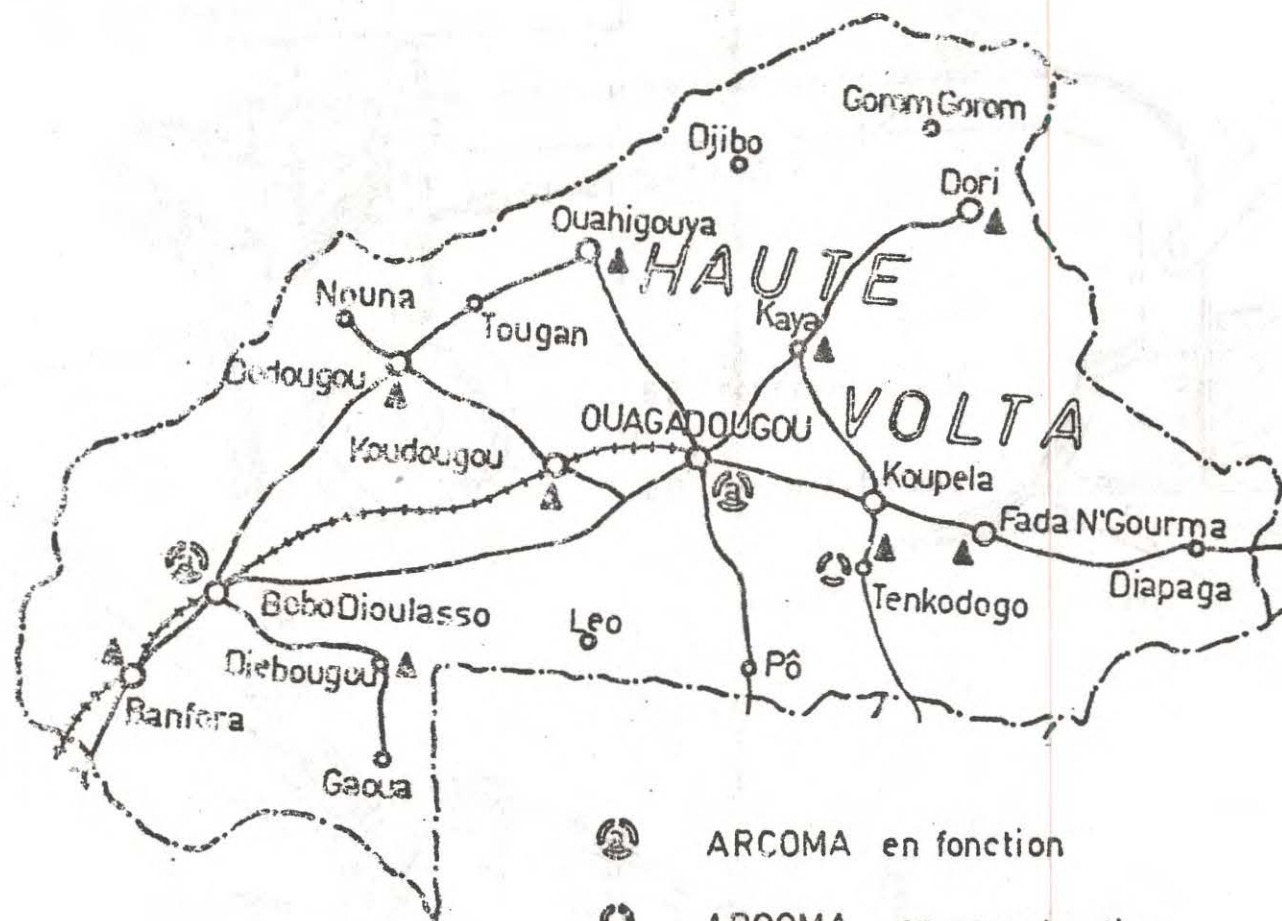 Gorom Gorom
Djibo
Dori
Ouahigouya
HAUTE
Nouna
Tougan
Kaya
Dedougou
VOLTA
OUAGADOUGOU
Koudougou
Koupela
Fada N'Gourma
Diapaga
Tenkodogo
Bobo Dioulasso
Leo
Diebougou
Pô
Banfora
Gaoua
ARCOMA en fonction